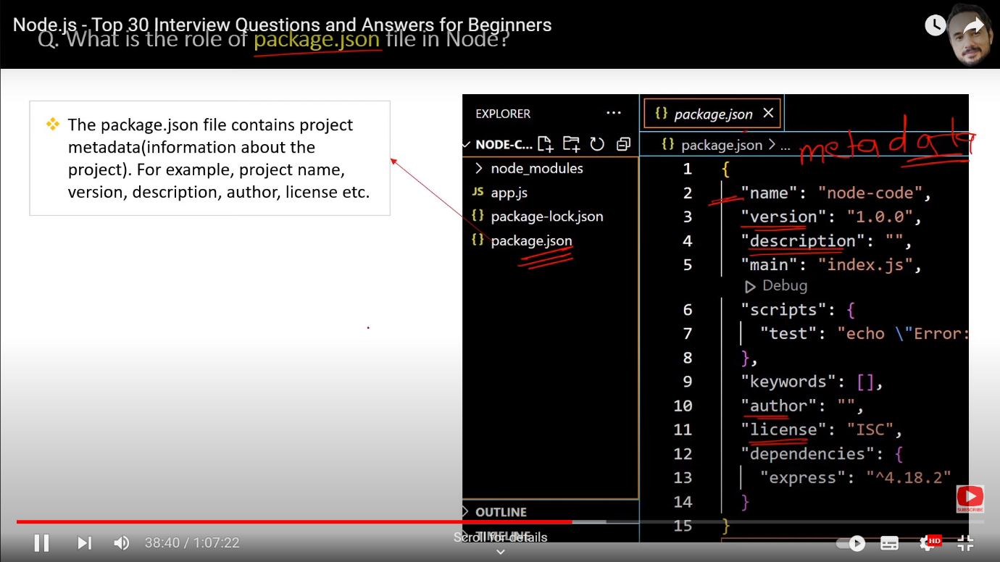 Node.js - Top 30 Interview Questions and Answers for Beginners
Q. What is the role of package.json file in Node?
The package.json file contains project
metadata(information about the
project). For example, project name,
version, description, author, license etc.
EXPLORER
NODE-C...
node_modules
JS app.js
{} package-lock.json
{} package.json
OUTLINE
TIMELINE
{} package.json
{} package.json > ...
metadata
1 {
2 "name": "node-code",
3 "version": "1.0.0",
4 "description": "",
5 "main": "index.js",
Debug
6 "scripts": {
7 "test": "echo \"Error:
8 },
9 "keywords": [],
10 "author": "",
11 "license": "ISC",
12 "dependencies": {
13 "express": "^4.18.2"
14 }
15 }
SUBSCRIBE
38:40 / 1:07:22
Scroll for details
HD